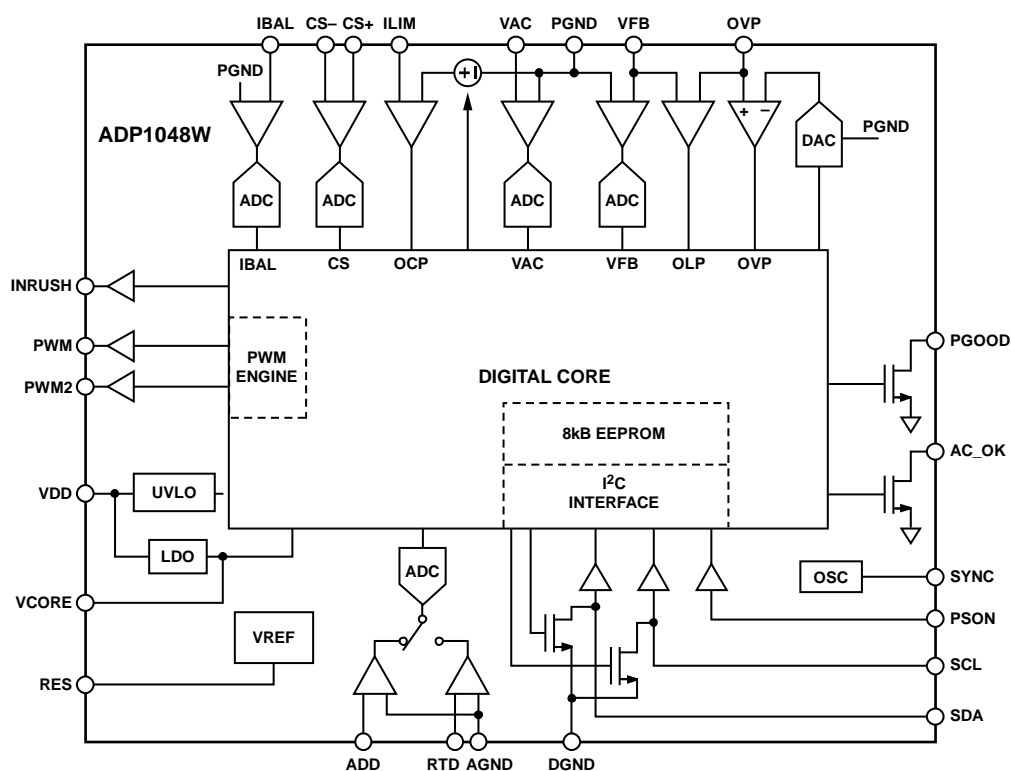 IBAL CS– CS+ ILIM VAC PGND VFB OVP
PGND
ADP1048W
+ –
DAC
PGND
ADC ADC ADC ADC
IBAL CS OCP VAC VFB OLP OVP
INRUSH
PWM
PWM2
PWM
ENGINE
DIGITAL CORE
8kB EEPROM
I2C
INTERFACE
PGOOD
AC_OK
VDD
UVLO
LDO
VCORE
ADC
VREF
RES
OSC
SYNC
PSON
SCL
SDA
ADD RTD AGND DGND